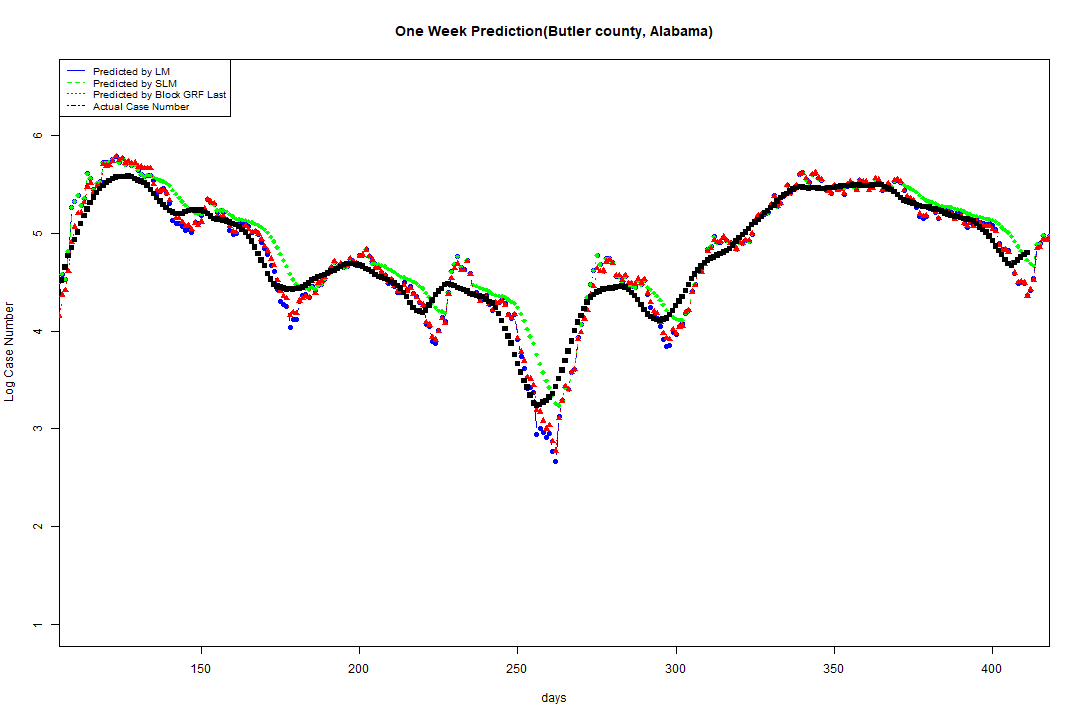 One Week Prediction(Butler county, Alabama)
Predicted by LM
Predicted by SLM
Predicted by Block GRF Last
Actual Case Number
6
5
4
3
2
1
Log Case Number
150
200
250
300
350
400
days